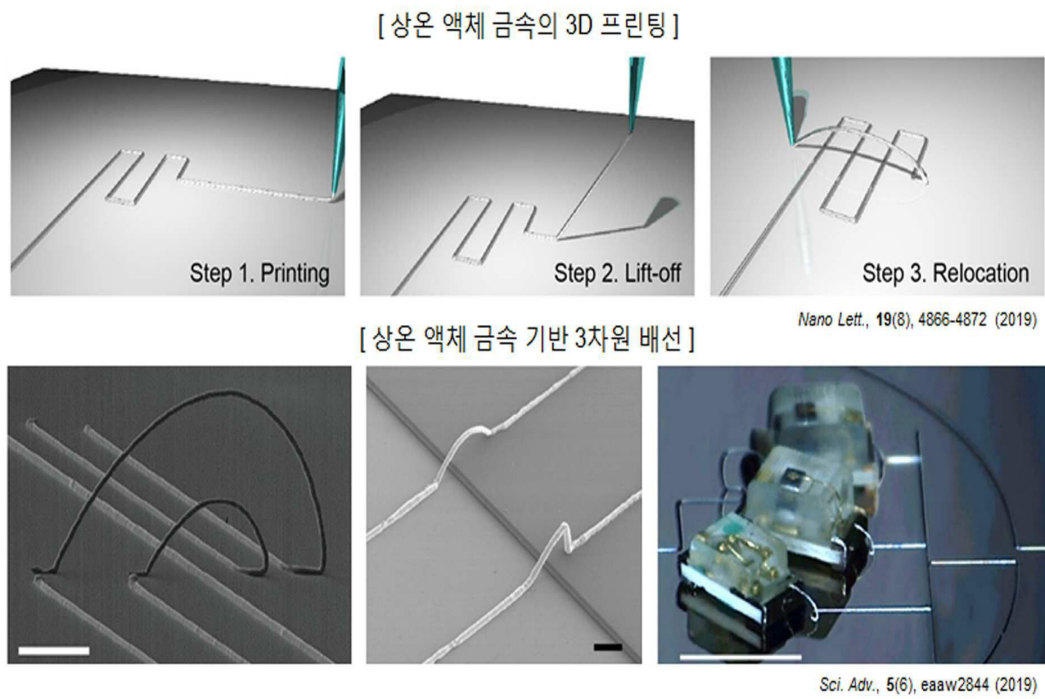 [ 상온 액체 금속의 3D 프린팅 ]
Step 1. Printing
Step 2. Lift-off
Step 3. Relocation
Nano Lett., 19(8), 4866-4872 (2019)
[ 상온 액체 금속 기반 3차원 배선 ]
Sci. Adv., 5(6), eaaw2844 (2019)